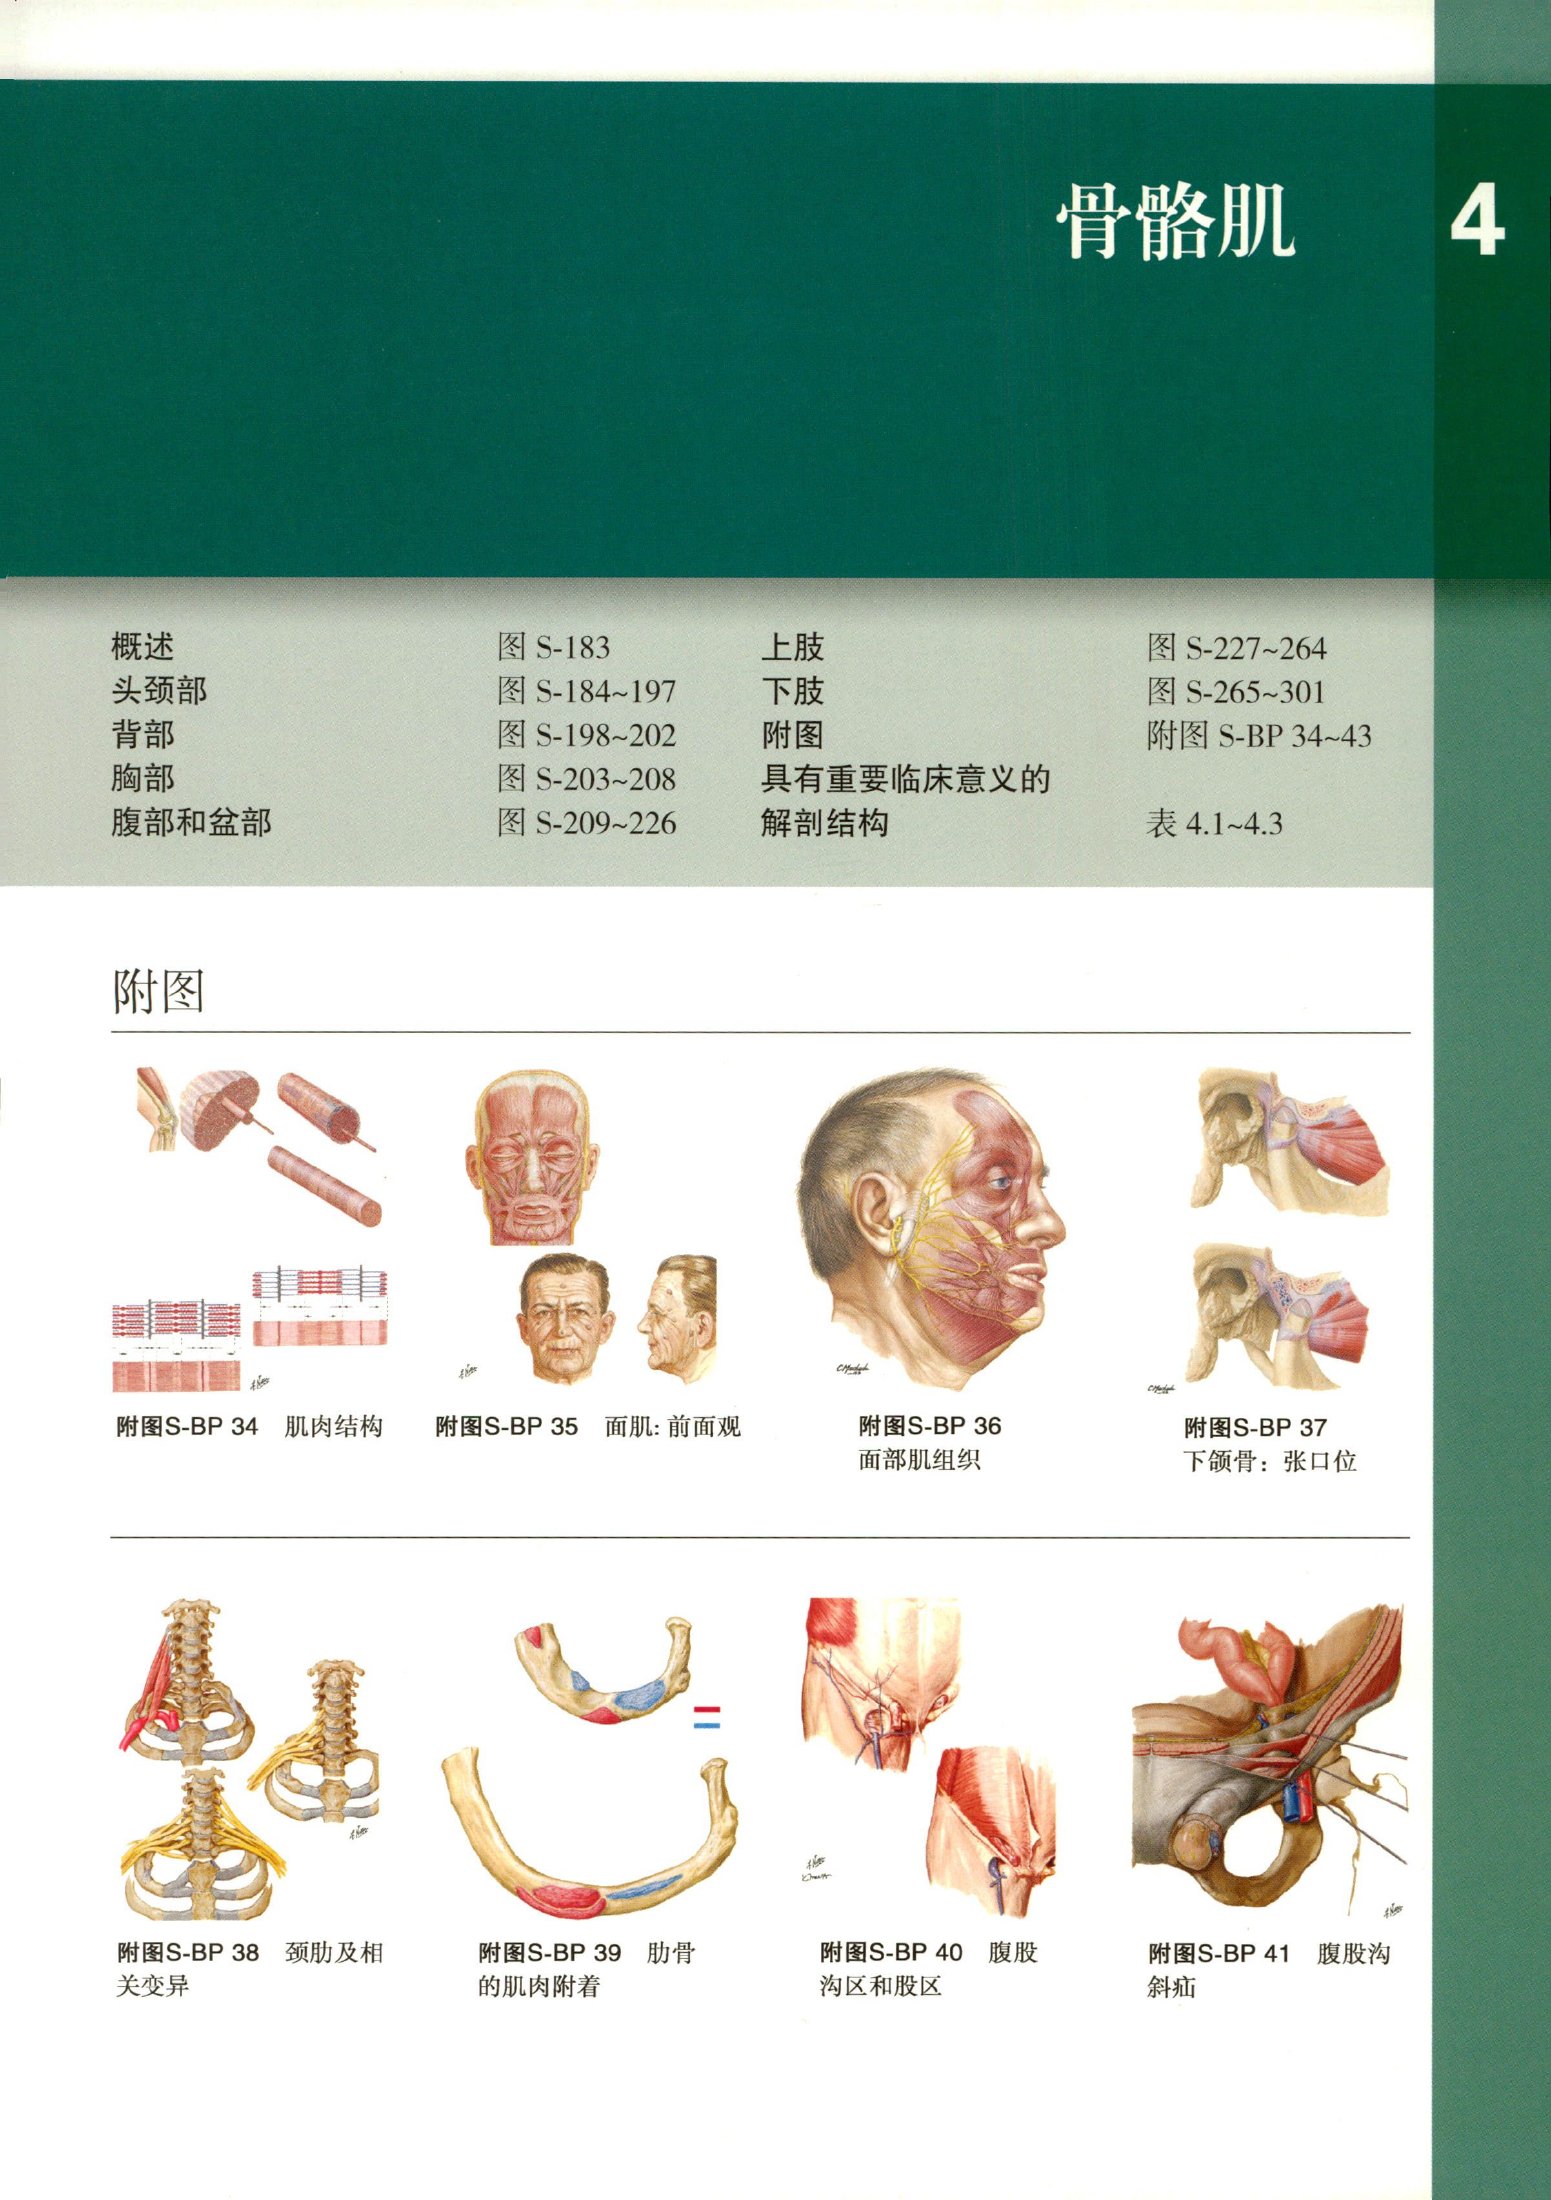 骨骼肌 4
概述 图 S-183
头颈部 图 S-184~197
背部 图 S-198~202
胸部 图 S-203~208
腹部和盆部 图 S-209~226
上肢 图 S-227~264
下肢 图 S-265~301
附图 附图 S-BP 34~43
具有重要临床意义的
解剖结构 表 4.1~4.3
附图
附图S-BP 34 肌肉结构
附图S-BP 35 面肌: 前面观
附图S-BP 36
面部肌组织
附图S-BP 37
下颌骨：张口位
附图S-BP 38 颈肋及相
关变异
附图S-BP 39 肋骨
的肌肉附着
附图S-BP 40 腹股
沟区和股区
附图S-BP 41 腹股沟
斜疝